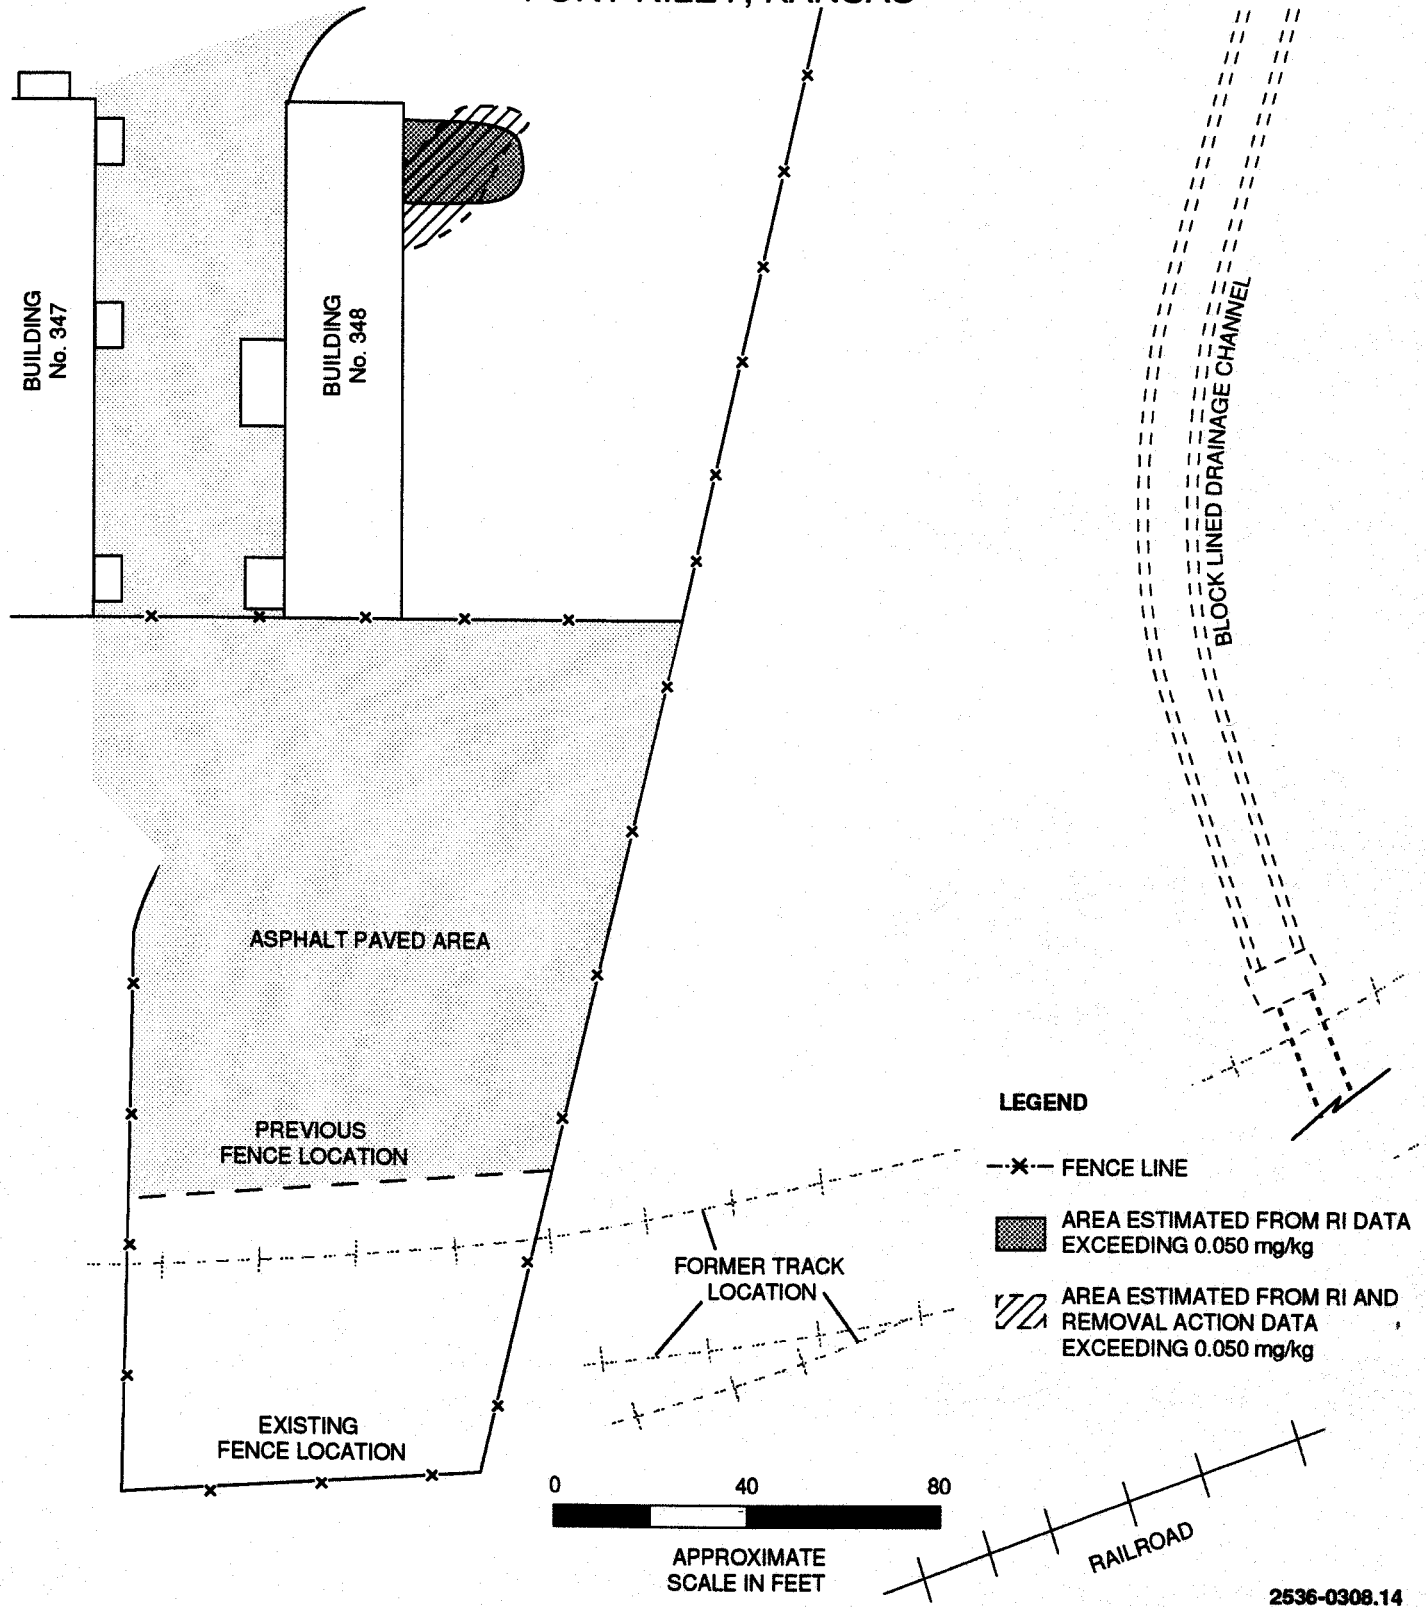 FORT RILEY, KANSAS
BUILDING
No. 347
BUILDING
No. 348
BLOCK LINED DRAINAGE CHANNEL
ASPHALT PAVED AREA
PREVIOUS
FENCE LOCATION
LEGEND
FENCE LINE
AREA ESTIMATED FROM RI DATA
EXCEEDING 0.050 mg/kg
AREA ESTIMATED FROM RI AND
REMOVAL ACTION DATA
EXCEEDING 0.050 mg/kg
FORMER TRACK
LOCATION
EXISTING
FENCE LOCATION
0 40 80
APPROXIMATE
SCALE IN FEET
RAILROAD
2536-0308.14